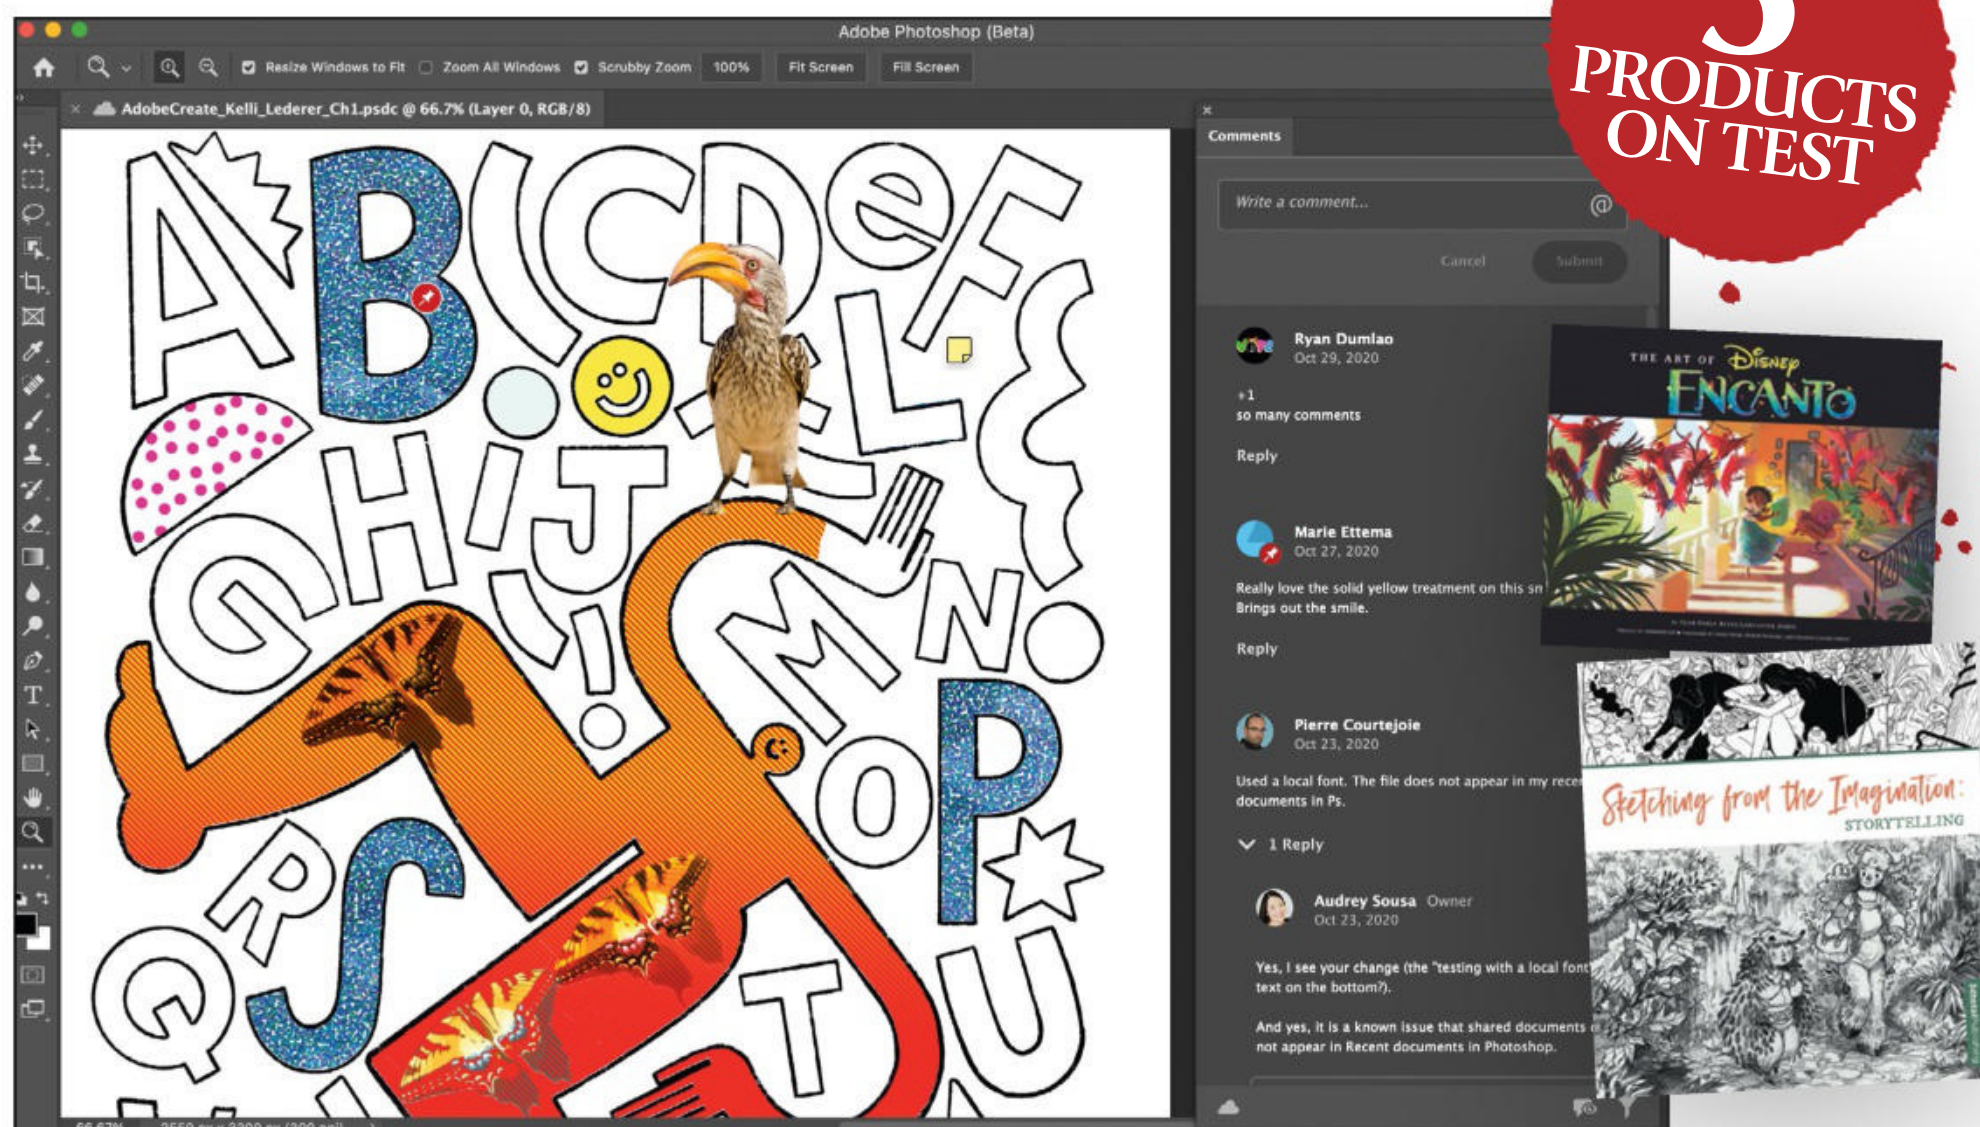 Adobe Photoshop (Beta)
Resize Windows to Fit Zoom All Windows Scrubby Zoom 100% Fit Screen Fill Screen
× AdobeCreate_Kelli_Lederer_Ch1.psdc @ 66.7% (Layer 0, RGB/8)
PRODUCTS
ON TEST
Comments
Write a comment... @
Cancel Submit
Ryan Dumlao
Oct 29, 2020
+1
so many comments
Reply
Marie Ettema
Oct 27, 2020
Really love the solid yellow treatment on this
Brings out the smile.
Reply
Pierre Courtejoie
Oct 23, 2020
Used a local font. The file does not appear in my
documents in Ps.
1 Reply
Audrey Sousa Owner
Oct 23, 2020
Yes, I see your change (the "testing with a local font
text on the bottom?).
And yes, it is a known issue that shared documents
not appear in Recent documents in Photoshop.
A B C D e F
L
G H I J
M N
O P
Q R S T U
THE ART OF Disney
ENCANTO
Sketching from the Imagination:
STORYTELLING
66.67%